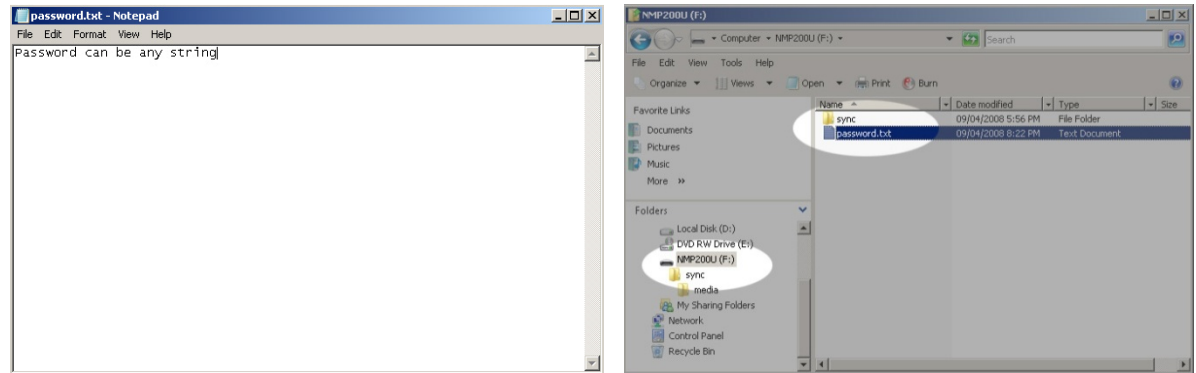 password.txt - Notepad
File Edit Format View Help
Password can be any string
NMP200U (F:)
Computer NMP200U (F:)
Search
File Edit View Tools Help
Organize Views Open Print Burn
Favorite Links
Documents
Pictures
Music
More »
Folders
Local Disk (D:)
DVD RW Drive (E:)
NMP200U (F:)
sync
media
My Sharing Folders
Network
Control Panel
Recycle Bin
Name Date modified Type Size
sync 09/04/2008 5:56 PM File Folder
password.txt 09/04/2008 8:22 PM Text Document